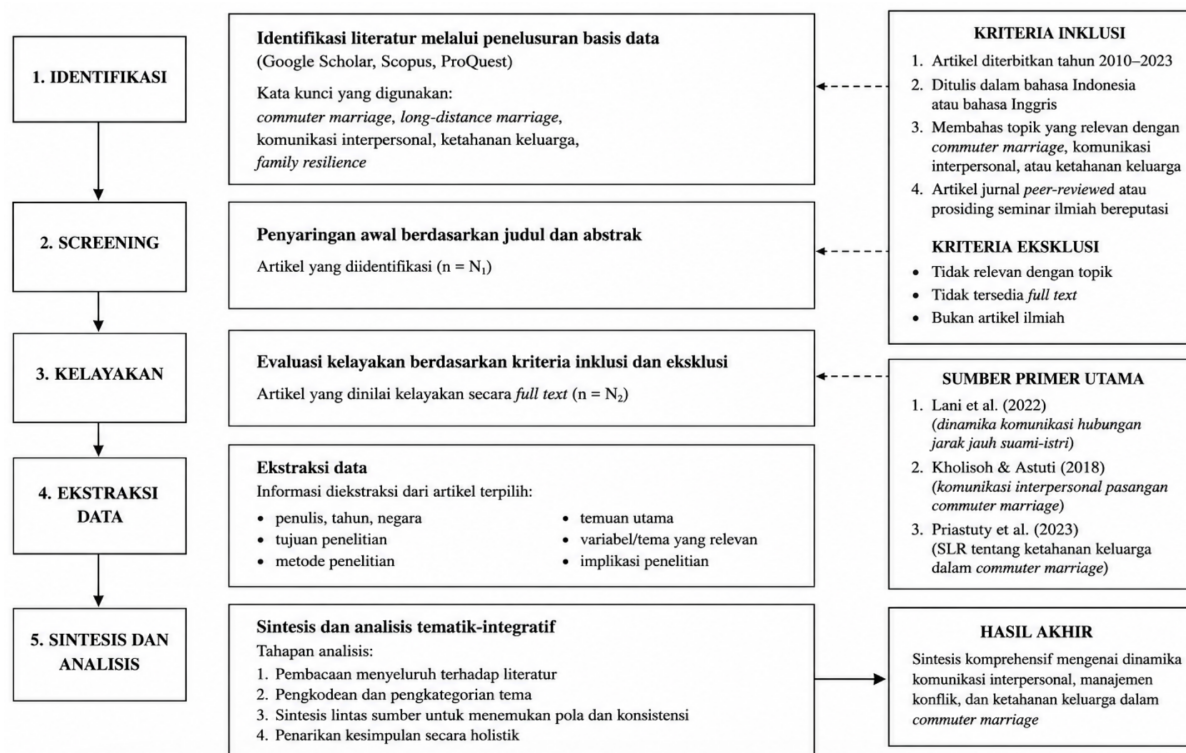 1. IDENTIFIKASI
Identifikasi literatur melalui penelusuran basis data
(Google Scholar, Scopus, ProQuest)
Kata kunci yang digunakan:
commuter marriage, long-distance marriage,
komunikasi interpersonal, ketahanan keluarga,
family resilience
KRITERIA INKLUSI
1. Artikel diterbitkan tahun 2010–2023
2. Ditulis dalam bahasa Indonesia
atau bahasa Inggris
3. Membahas topik yang relevan dengan
commuter marriage, komunikasi
interpersonal, atau ketahanan keluarga
4. Artikel jurnal peer-reviewed atau
prosiding seminar ilmiah bereputasi
KRITERIA EKSKLUSI
• Tidak relevan dengan topik
• Tidak tersedia full text
• Bukan artikel ilmiah
2. SCREENING
Penyaringan awal berdasarkan judul dan abstrak
Artikel yang diidentifikasi (n = N₁)
3. KELAYAKAN
Evaluasi kelayakan berdasarkan kriteria inklusi dan eksklusi
Artikel yang dinilai kelayakan secara full text (n = N₂)
SUMBER PRIMER UTAMA
1. Lani et al. (2022)
(dinamika komunikasi hubungan
jarak jauh suami-istri)
2. Kholisoh & Astuti (2018)
(komunikasi interpersonal pasangan
commuter marriage)
3. Priastuty et al. (2023)
(SLR tentang ketahanan keluarga
dalam commuter marriage)
4. EKSTRAKSI
DATA
Ekstraksi data
Informasi diekstraksi dari artikel terpilih:
• penulis, tahun, negara
• tujuan penelitian
• metode penelitian
• temuan utama
• variabel/tema yang relevan
• implikasi penelitian
5. SINTESIS DAN
ANALISIS
Sintesis dan analisis tematik-integratif
Tahapan analisis:
1. Pembacaan menyeluruh terhadap literatur
2. Pengkodean dan pengkategorian tema
3. Sintesis lintas sumber untuk menemukan pola dan konsistensi
4. Penarikan kesimpulan secara holistik
HASIL AKHIR
Sintesis komprehensif mengenai dinamika
komunikasi interpersonal, manajemen
konflik, dan ketahanan keluarga dalam
commuter marriage